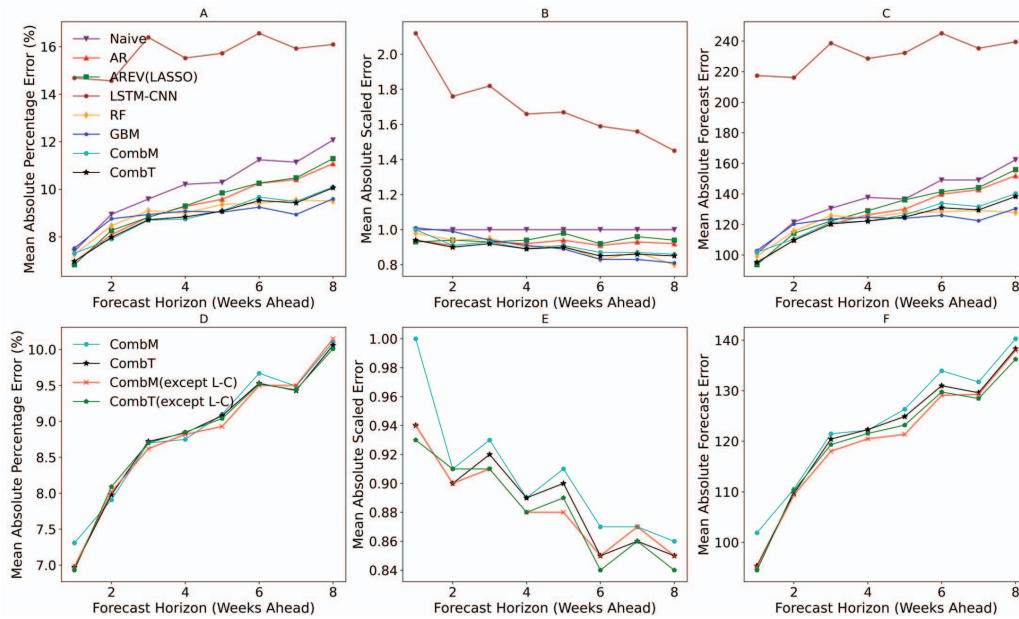 A
Mean Absolute Percentage Error (%)
16
14
12
10
8
Naive
AR
AREV(LASSO)
LSTM-CNN
RF
GBM
CombM
CombT
2 4 6 8
Forecast Horizon (Weeks Ahead)
B
Mean Absolute Scaled Error
2.0
1.8
1.6
1.4
1.2
1.0
0.8
2 4 6 8
Forecast Horizon (Weeks Ahead)
C
Mean Absolute Forecast Error
240
220
200
180
160
140
120
100
2 4 6 8
Forecast Horizon (Weeks Ahead)
D
Mean Absolute Percentage Error (%)
10.0
9.5
9.0
8.5
8.0
7.5
7.0
CombM
CombT
CombM(except L-C)
CombT(except L-C)
2 4 6 8
Forecast Horizon (Weeks Ahead)
E
Mean Absolute Scaled Error
1.00
0.98
0.96
0.94
0.92
0.90
0.88
0.86
0.84
2 4 6 8
Forecast Horizon (Weeks Ahead)
F
Mean Absolute Forecast Error
140
130
120
110
100
2 4 6 8
Forecast Horizon (Weeks Ahead)